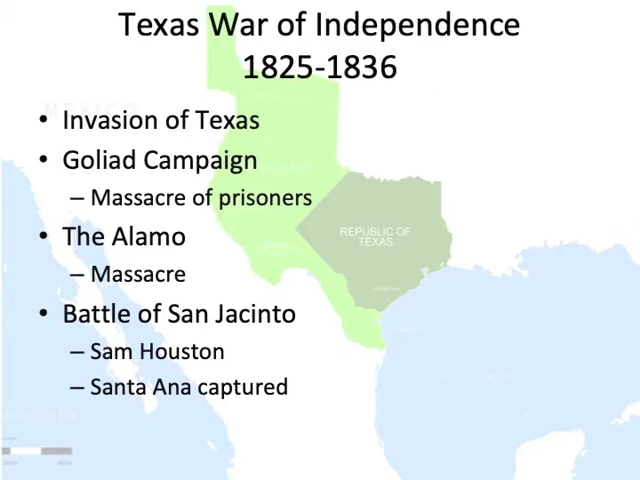 Texas War of Independence
1825-1836
MEXICO
• Invasion of Texas
• Goliad Campaign
– Massacre of prisoners
• The Alamo
– Massacre
• Battle of San Jacinto
– Sam Houston
– Santa Ana captured
REPUBLIC OF
TEXAS